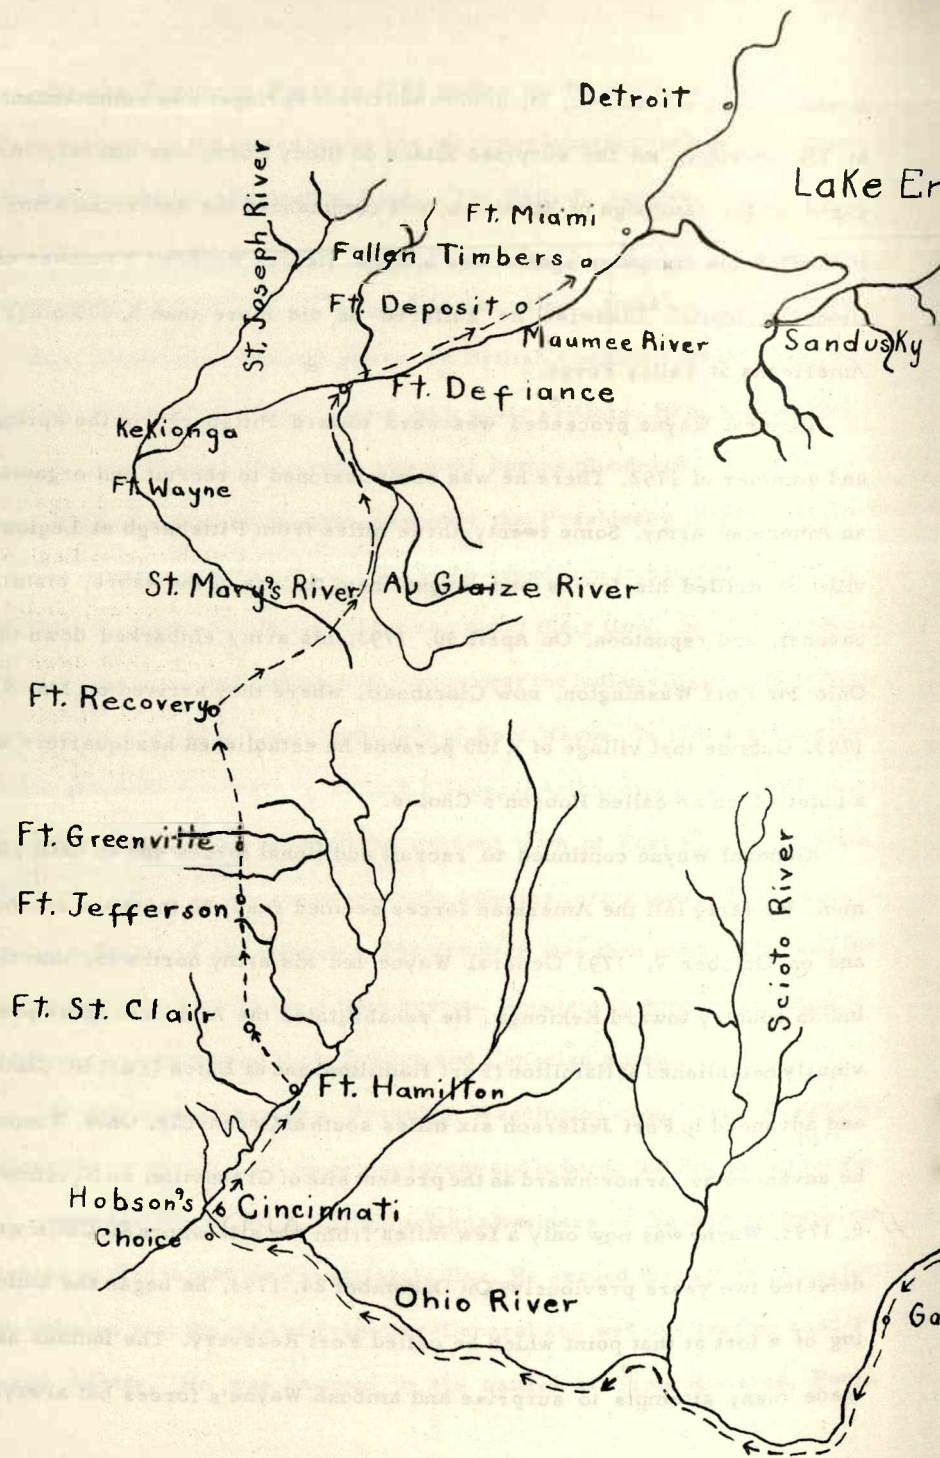 Detroit
Lake Er
St. Joseph River
Ft. Miami
Fallen Timbers
Ft. Deposit
Maumee River
Sandusky
Ft. Defiance
Kekionga
Ft. Wayne
St. Mary's River
Au Glaize River
Ft. Recovery
Ft. Greenville
Ft. Jefferson
Scioto River
Ft. St. Clair
Ft. Hamilton
Hobson's
Choice
Cincinnati
Ohio River
Ga